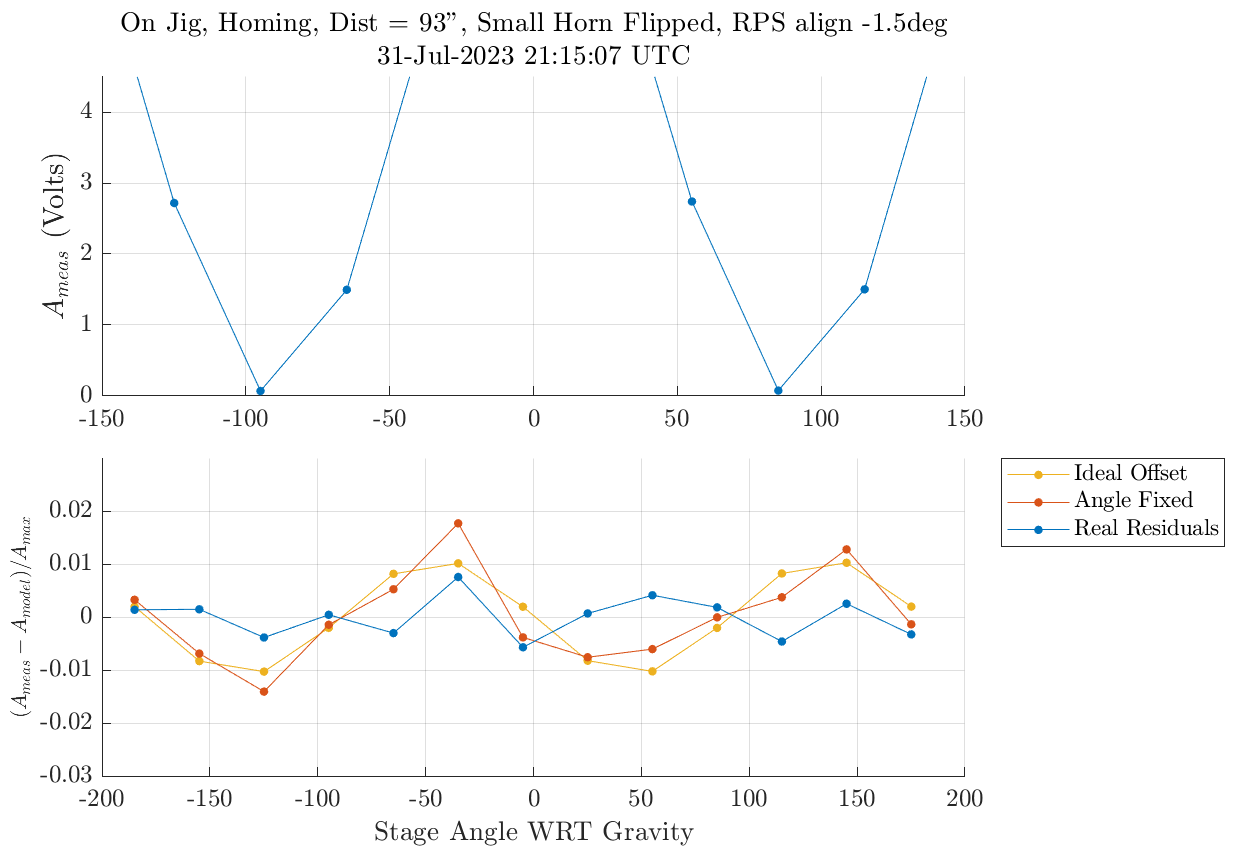 On Jig, Homing, Dist = 93", Small Horn Flipped, RPS align -1.5deg
31-Jul-2023 21:15:07 UTC
A_meas (Volts)
4
3
2
1
0
-150 -100 -50 0 50 100 150
(A_meas − A_model)/A_max
0.02
0.01
0
-0.01
-0.02
-0.03
-200 -150 -100 -50 0 50 100 150 200
Stage Angle WRT Gravity
Ideal Offset
Angle Fixed
Real Residuals